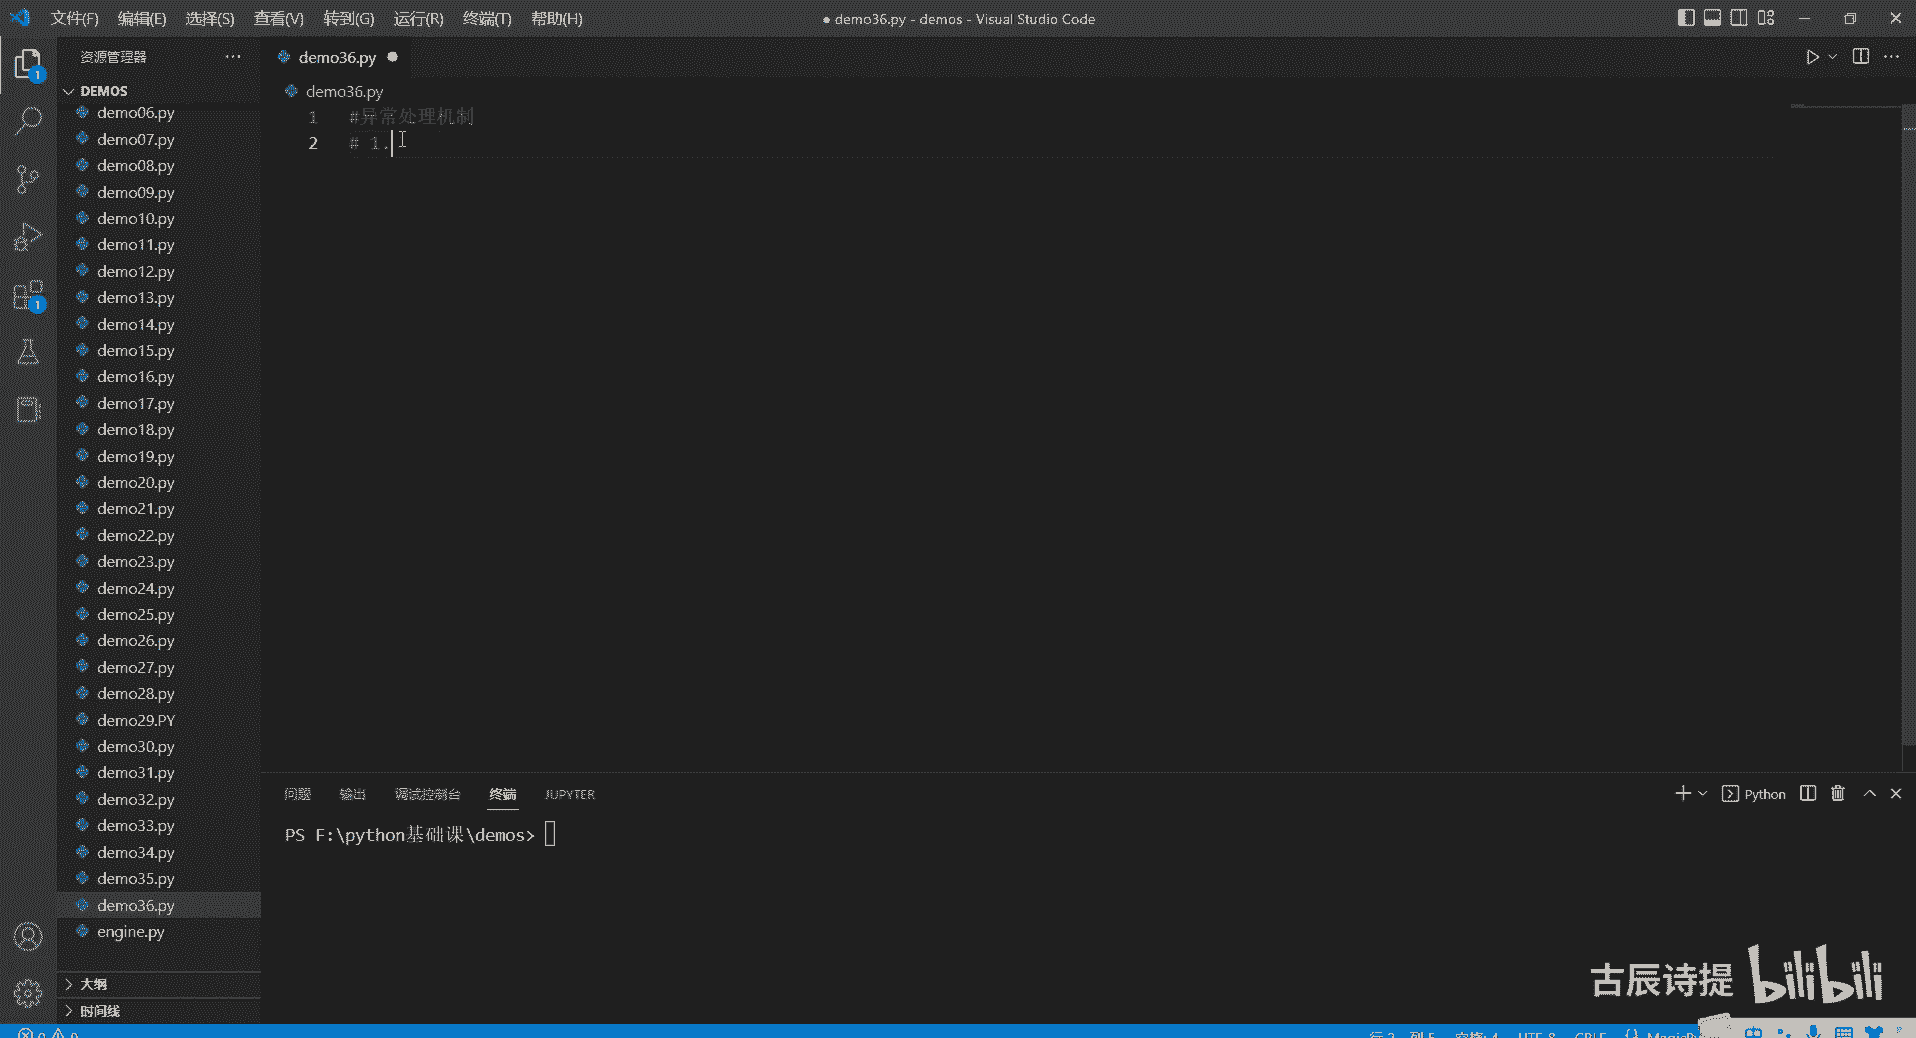 文件(F) 编辑(E) 选择(S) 查看(V) 转到(G) 运行(R) 终端(T) 帮助(H)
● demo36.py - demos - Visual Studio Code
资源管理器
DEMOS
demo06.py
demo07.py
demo08.py
demo09.py
demo10.py
demo11.py
demo12.py
demo13.py
demo14.py
demo15.py
demo16.py
demo17.py
demo18.py
demo19.py
demo20.py
demo21.py
demo22.py
demo23.py
demo24.py
demo25.py
demo26.py
demo27.py
demo28.py
demo29.PY
demo30.py
demo31.py
demo32.py
demo33.py
demo34.py
demo35.py
demo36.py
engine.py
大纲
时间线
1
1
demo36.py
demo36.py
1 #异常处理机制
2 # 1.
问题 输出 调试控制台 终端 JUPYTER
Python
PS F:\python基础课\demos>
古辰诗提 bilibili